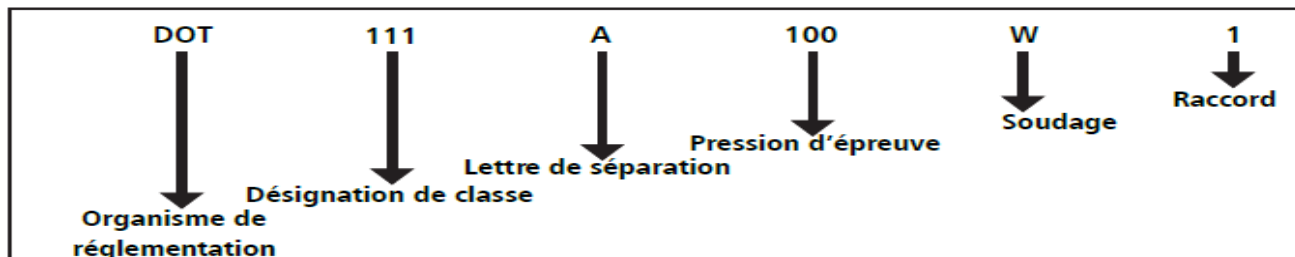 DOT 111 A 100 W 1
Raccord
Soudage
Pression d'épreuve
Lettre de séparation
Désignation de classe
Organisme de
réglementation